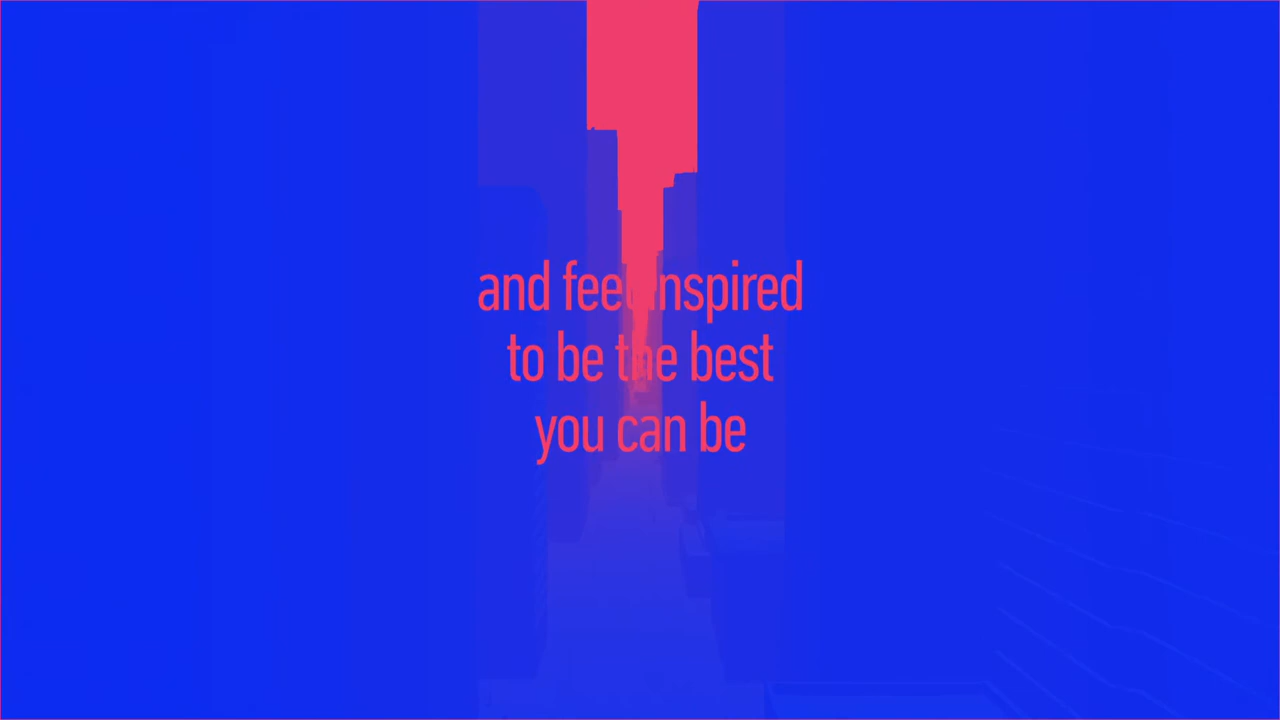 and feel inspired
to be the best
you can be